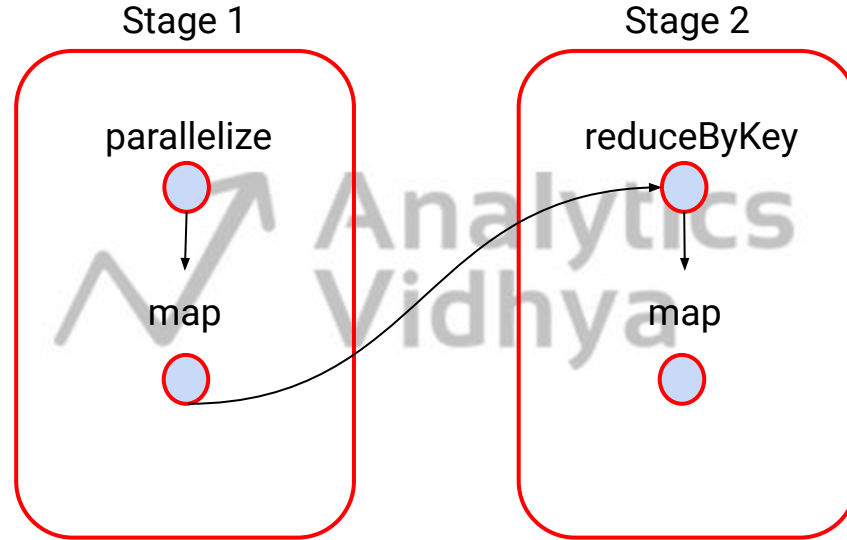 Stage 1
Stage 2
parallelize
map
reduceByKey
map
Analytics
Vidhya